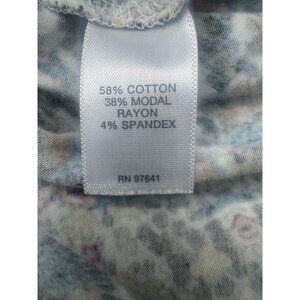 58% COTTON
38% MODAL
RAYON
4% SPANDEX
RN 97641